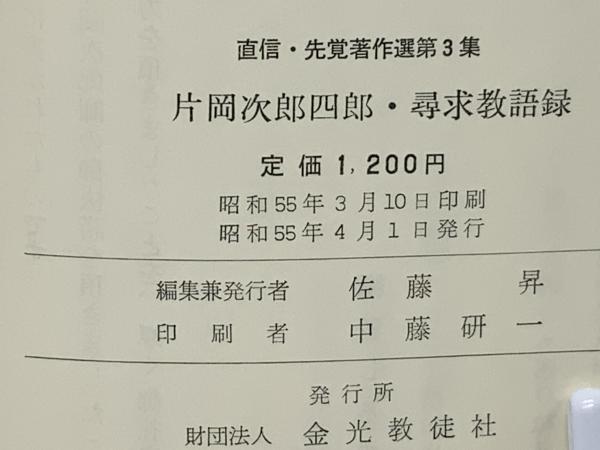 直信・先覚著作選第3集
片岡次郎四郎・尋求教語録
定価1,200円
昭和55年3月10日印刷
昭和55年4月1日発行
編集兼発行者 佐藤 昇
印刷者 中藤研一
発行所
財団法人 金光教徒社